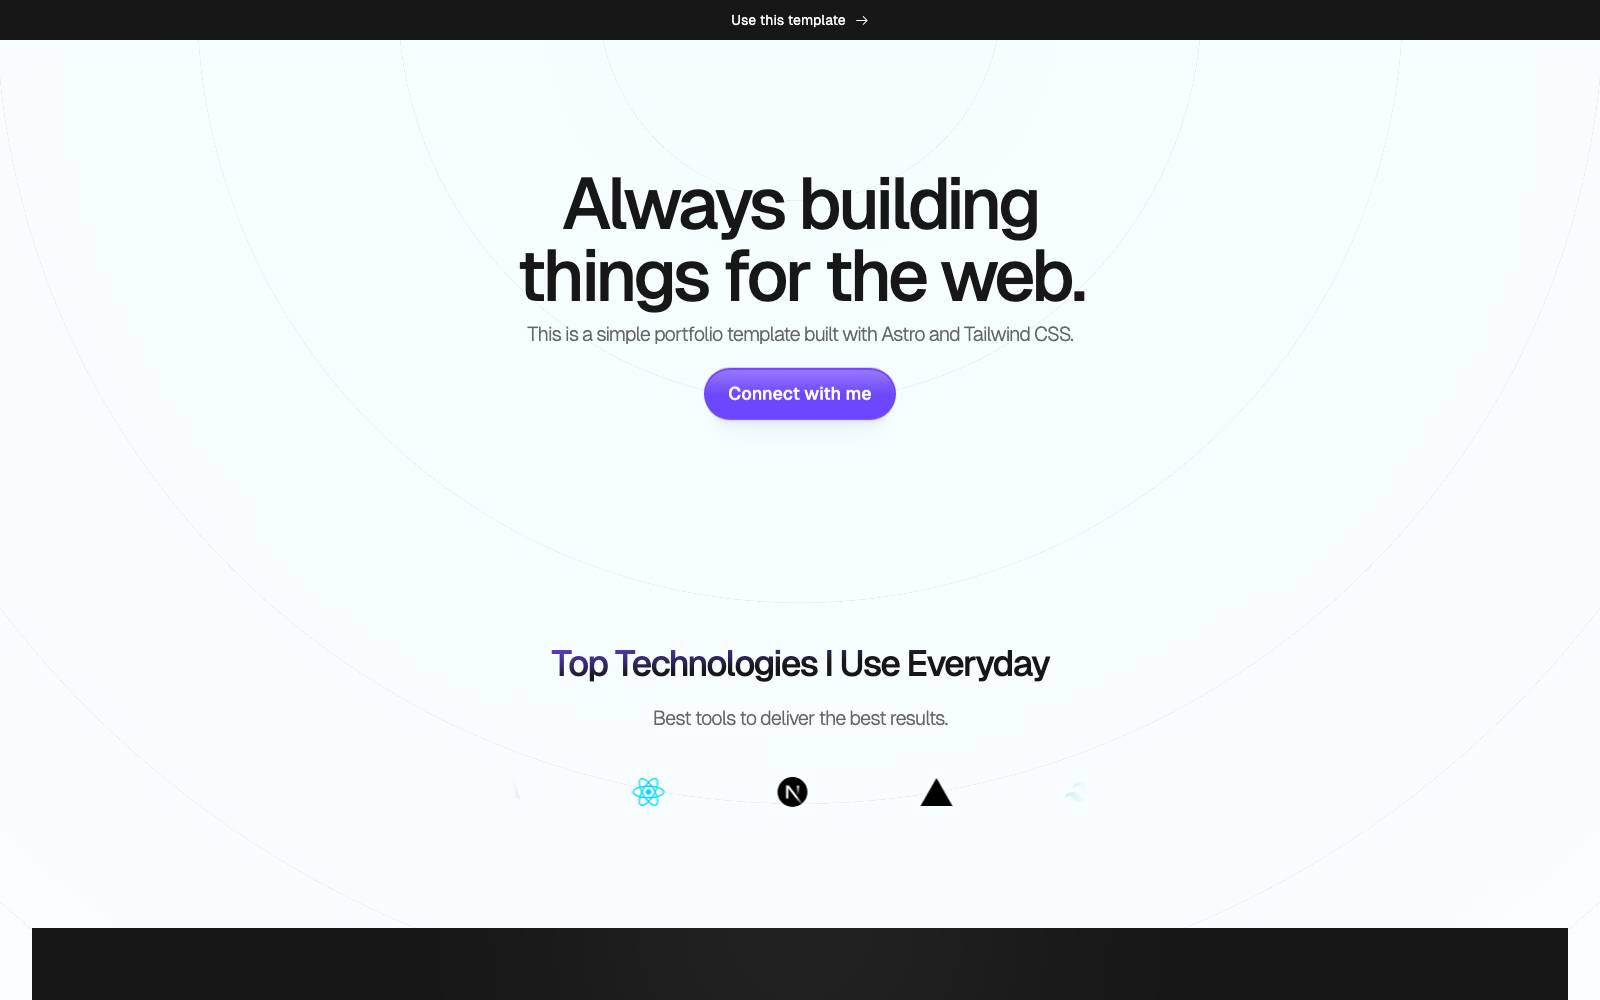 Use this template →
Always building
things for the web.
This is a simple portfolio template built with Astro and Tailwind CSS.
Connect with me
Top Technologies I Use Everyday
Best tools to deliver the best results.